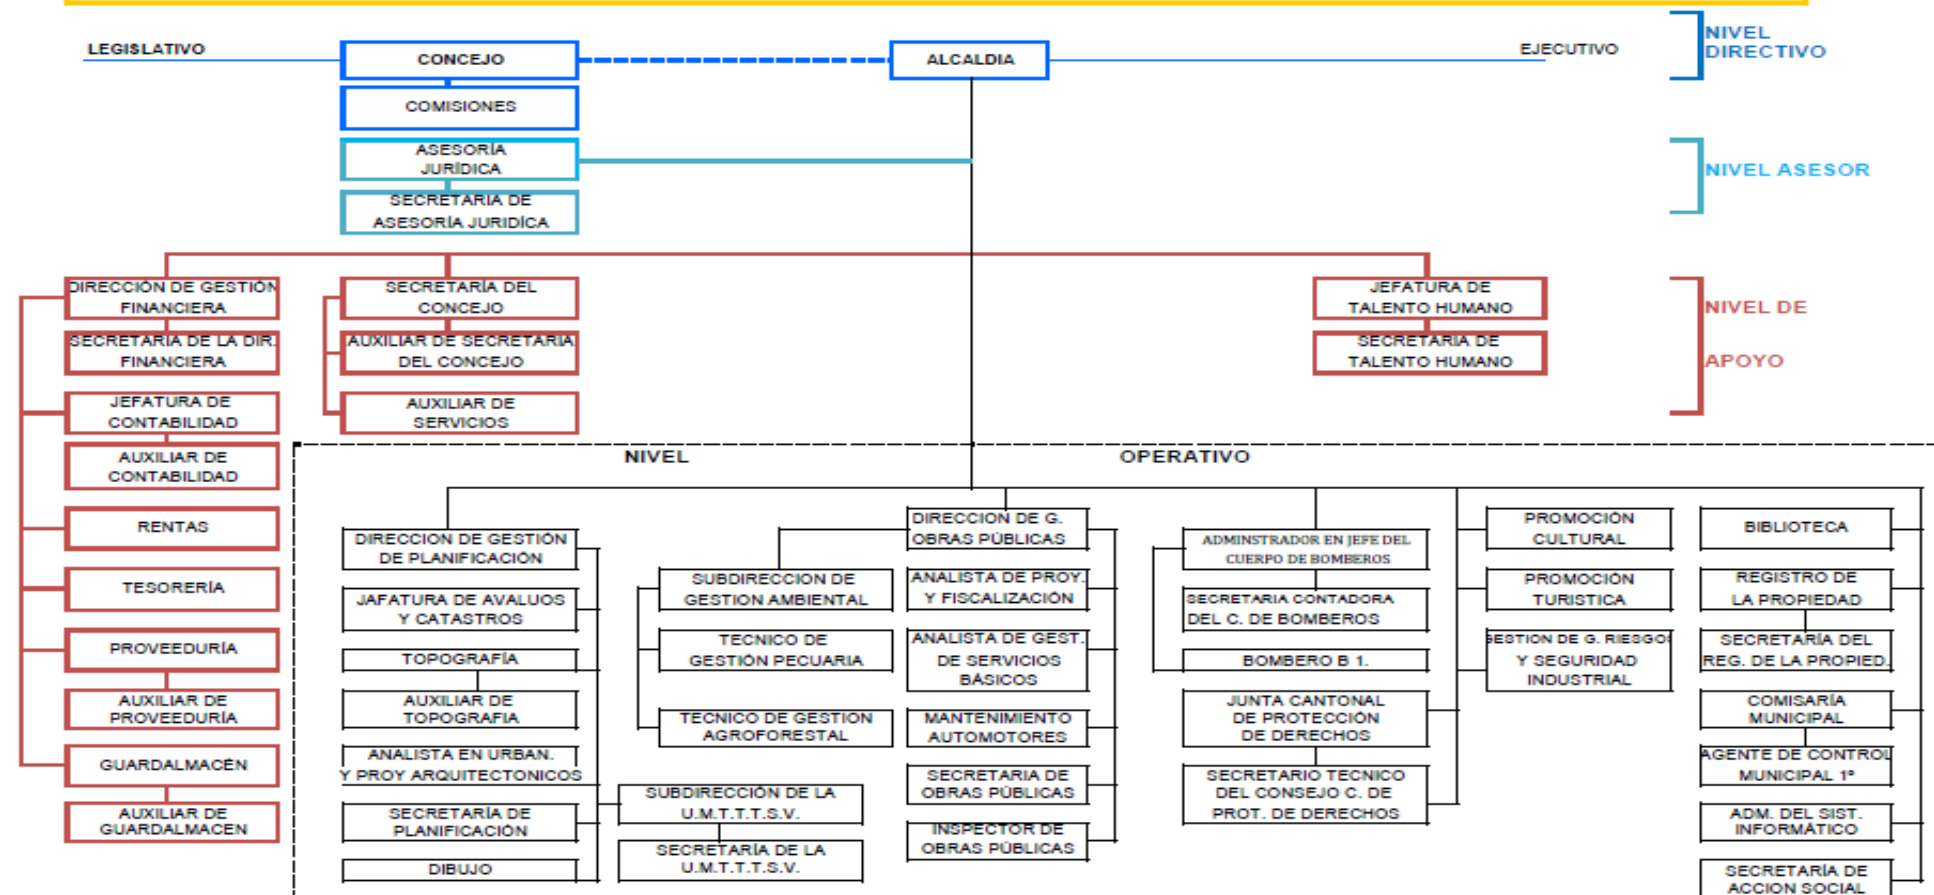 NIVEL
DIRECTIVO
LEGISLATIVO
CONCEJO
ALCALDIA
EJECUTIVO
COMISIONES
ASESORÍA
JURÍDICA
NIVEL ASESOR
SECRETARIA DE
ASESORÍA JURIDÍCA
DIRECCIÓN DE GESTIÓN
FINANCIERA
SECRETARÍA DEL
CONCEJO
JEFATURA DE
TALENTO HUMANO
NIVEL DE
APOYO
SECRETARIA DE LA DIR.
FINANCIERA
AUXILIAR DE SECRETARIA
DEL CONCEJO
SECRETARIA DE
TALENTO HUMANO
JEFATURA DE
CONTABILIDAD
AUXILIAR DE
SERVICIOS
AUXILIAR DE
CONTABILIDAD
RENTAS
TESORERÍA
PROVEEDURÍA
AUXILIAR DE
PROVEEDURÍA
GUARDALMACÉN
AUXILIAR DE
GUARDALMACEN
NIVEL OPERATIVO
DIRECCION DE GESTIÓN
DE PLANIFICACIÓN
JAFATURA DE AVALUOS
Y CATASTROS
TOPOGRAFÍA
AUXILIAR DE
TOPOGRAFIA
ANALISTA EN URBAN.
Y PROY ARQUITECTONICOS
SECRETARÍA DE
PLANIFICACIÓN
DIBUJO
SUBDIRECCION DE
GESTION AMBIENTAL
TECNICO DE
GESTIÓN PECUARIA
TECNICO DE GESTION
AGROFORESTAL
SUBDIRECCIÓN DE LA
U.M.T.T.T.S.V.
SECRETARÍA DE LA
U.M.T.T.T.S.V.
DIRECCION DE G.
OBRAS PÚBLICAS
ANALISTA DE PROY.
Y FISCALIZACIÓN
ANALISTA DE GEST.
DE SERVICIOS
BÁSICOS
MANTENIMIENTO
AUTOMOTORES
SECRETARIA DE
OBRAS PÚBLICAS
INSPECTOR DE
OBRAS PÚBLICAS
ADMINSTRADOR EN JEFE DEL
CUERPO DE BOMBEROS
SECRETARIA CONTADORA
DEL C. DE BOMBEROS
BOMBERO B 1.
JUNTA CANTONAL
DE PROTECCIÓN
DE DERECHOS
SECRETARIO TECNICO
DEL CONSEJO C. DE
PROT. DE DERECHOS
PROMOCIÓN
CULTURAL
PROMOCIÓN
TURISTICA
GESTION DE G. RIESGOS
Y SEGURIDAD
INDUSTRIAL
BIBLIOTECA
REGISTRO DE
LA PROPIEDAD
SECRETARÍA DEL
REG. DE LA PROPIED.
COMISARÍA
MUNICIPAL
AGENTE DE CONTROL
MUNICIPAL 1º
ADM. DEL SIST.
INFORMÁTICO
SECRETARÍA DE
ACCION SOCIAL